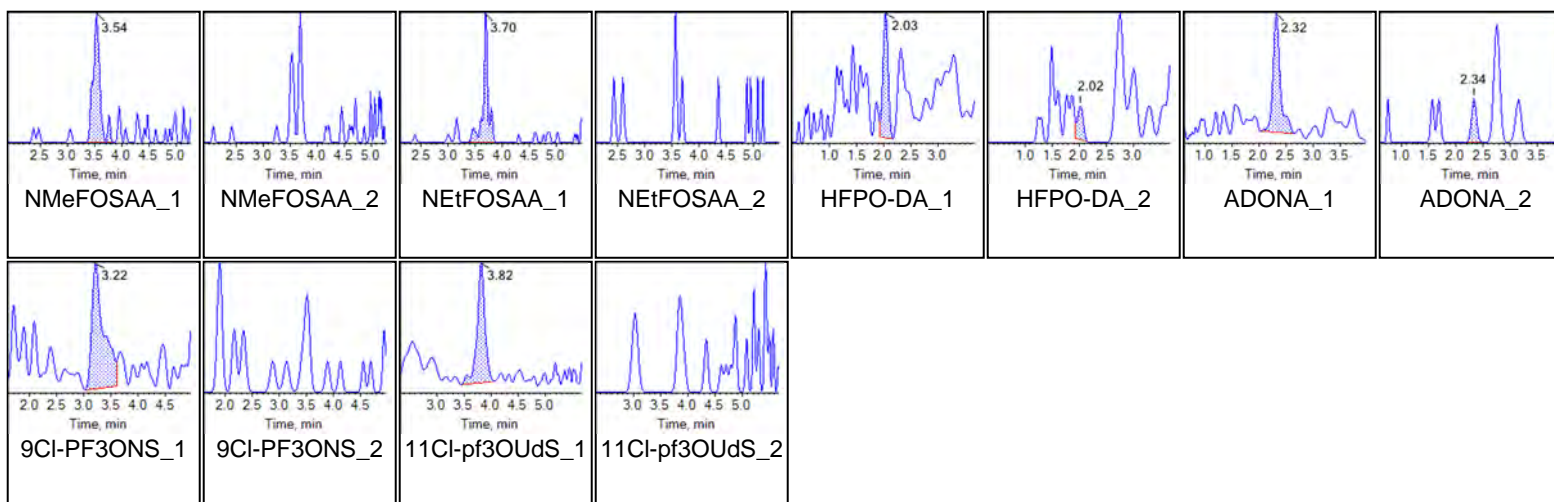 3.54 3.70 2.03 2.02 2.32 2.34
2.5 3.0 3.5 4.0 4.5 5.0 2.5 3.0 3.5 4.0 4.5 5.0 2.5 3.0 3.5 4.0 4.5 5.0 2.5 3.0 3.5 4.0 4.5 5.0 1.0 1.5 2.0 2.5 3.0 1.0 1.5 2.0 2.5 3.0 1.0 1.5 2.0 2.5 3.0 3.5 1.0 1.5 2.0 2.5 3.0 3.5
Time, min Time, min Time, min Time, min Time, min Time, min Time, min Time, min
NMeFOSAA_1 NMeFOSAA_2 NEtFOSAA_1 NEtFOSAA_2 HFPO-DA_1 HFPO-DA_2 ADONA_1 ADONA_2
3.22 3.82
2.0 2.5 3.0 3.5 4.0 4.5 2.0 2.5 3.0 3.5 4.0 4.5 3.0 3.5 4.0 4.5 5.0 3.0 3.5 4.0 4.5 5.0
Time, min Time, min Time, min Time, min
9Cl-PF3ONS_1 9Cl-PF3ONS_2 11Cl-pf3OUdS_1 11Cl-pf3OUdS_2